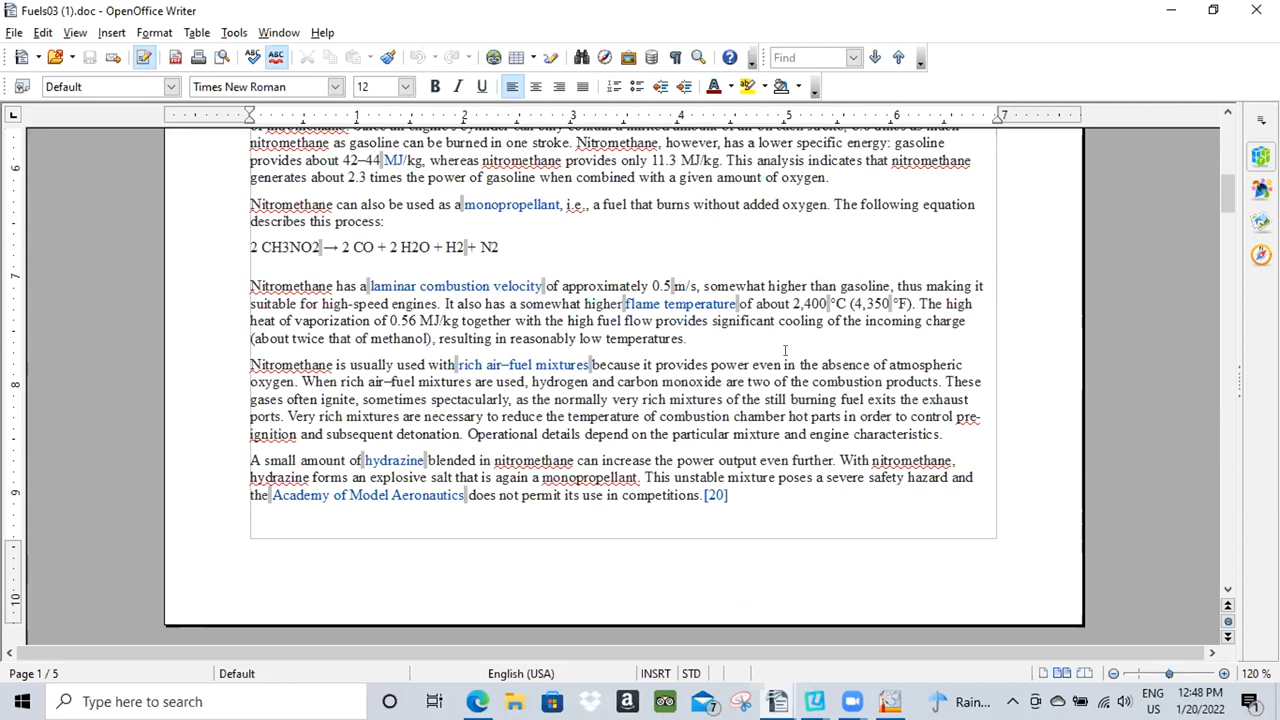 Fuels03 (1).doc - OpenOffice Writer
File Edit View Insert Format Table Tools Window Help
Find
Default Times New Roman 12
1 2 3 4 5 6 7
nitromethane as gasoline can be burned in one stroke. Nitromethane, however, has a lower specific energy: gasoline
provides about 42–44 MJ/kg, whereas nitromethane provides only 11.3 MJ/kg. This analysis indicates that nitromethane
generates about 2.3 times the power of gasoline when combined with a given amount of oxygen.
Nitromethane can also be used as a monopropellant, i.e., a fuel that burns without added oxygen. The following equation
describes this process:
2 CH3NO2 → 2 CO + 2 H2O + H2 + N2
Nitromethane has a laminar combustion velocity of approximately 0.5 m/s, somewhat higher than gasoline, thus making it
suitable for high-speed engines. It also has a somewhat higher flame temperature of about 2,400 °C (4,350 °F). The high
heat of vaporization of 0.56 MJ/kg together with the high fuel flow provides significant cooling of the incoming charge
(about twice that of methanol), resulting in reasonably low temperatures.
Nitromethane is usually used with rich air–fuel mixtures because it provides power even in the absence of atmospheric
oxygen. When rich air–fuel mixtures are used, hydrogen and carbon monoxide are two of the combustion products. These
gases often ignite, sometimes spectacularly, as the normally very rich mixtures of the still burning fuel exits the exhaust
ports. Very rich mixtures are necessary to reduce the temperature of combustion chamber hot parts in order to control pre-
ignition and subsequent detonation. Operational details depend on the particular mixture and engine characteristics.
A small amount of hydrazine blended in nitromethane can increase the power output even further. With nitromethane,
hydrazine forms an explosive salt that is again a monopropellant. This unstable mixture poses a severe safety hazard and
the Academy of Model Aeronautics does not permit its use in competitions.[20]
6
7
8
9
10
Page 1 / 5 Default English (USA) INSRT STD 120 %
Type here to search
7
Rain...
ENG
US
12:48 PM
1/20/2022
1